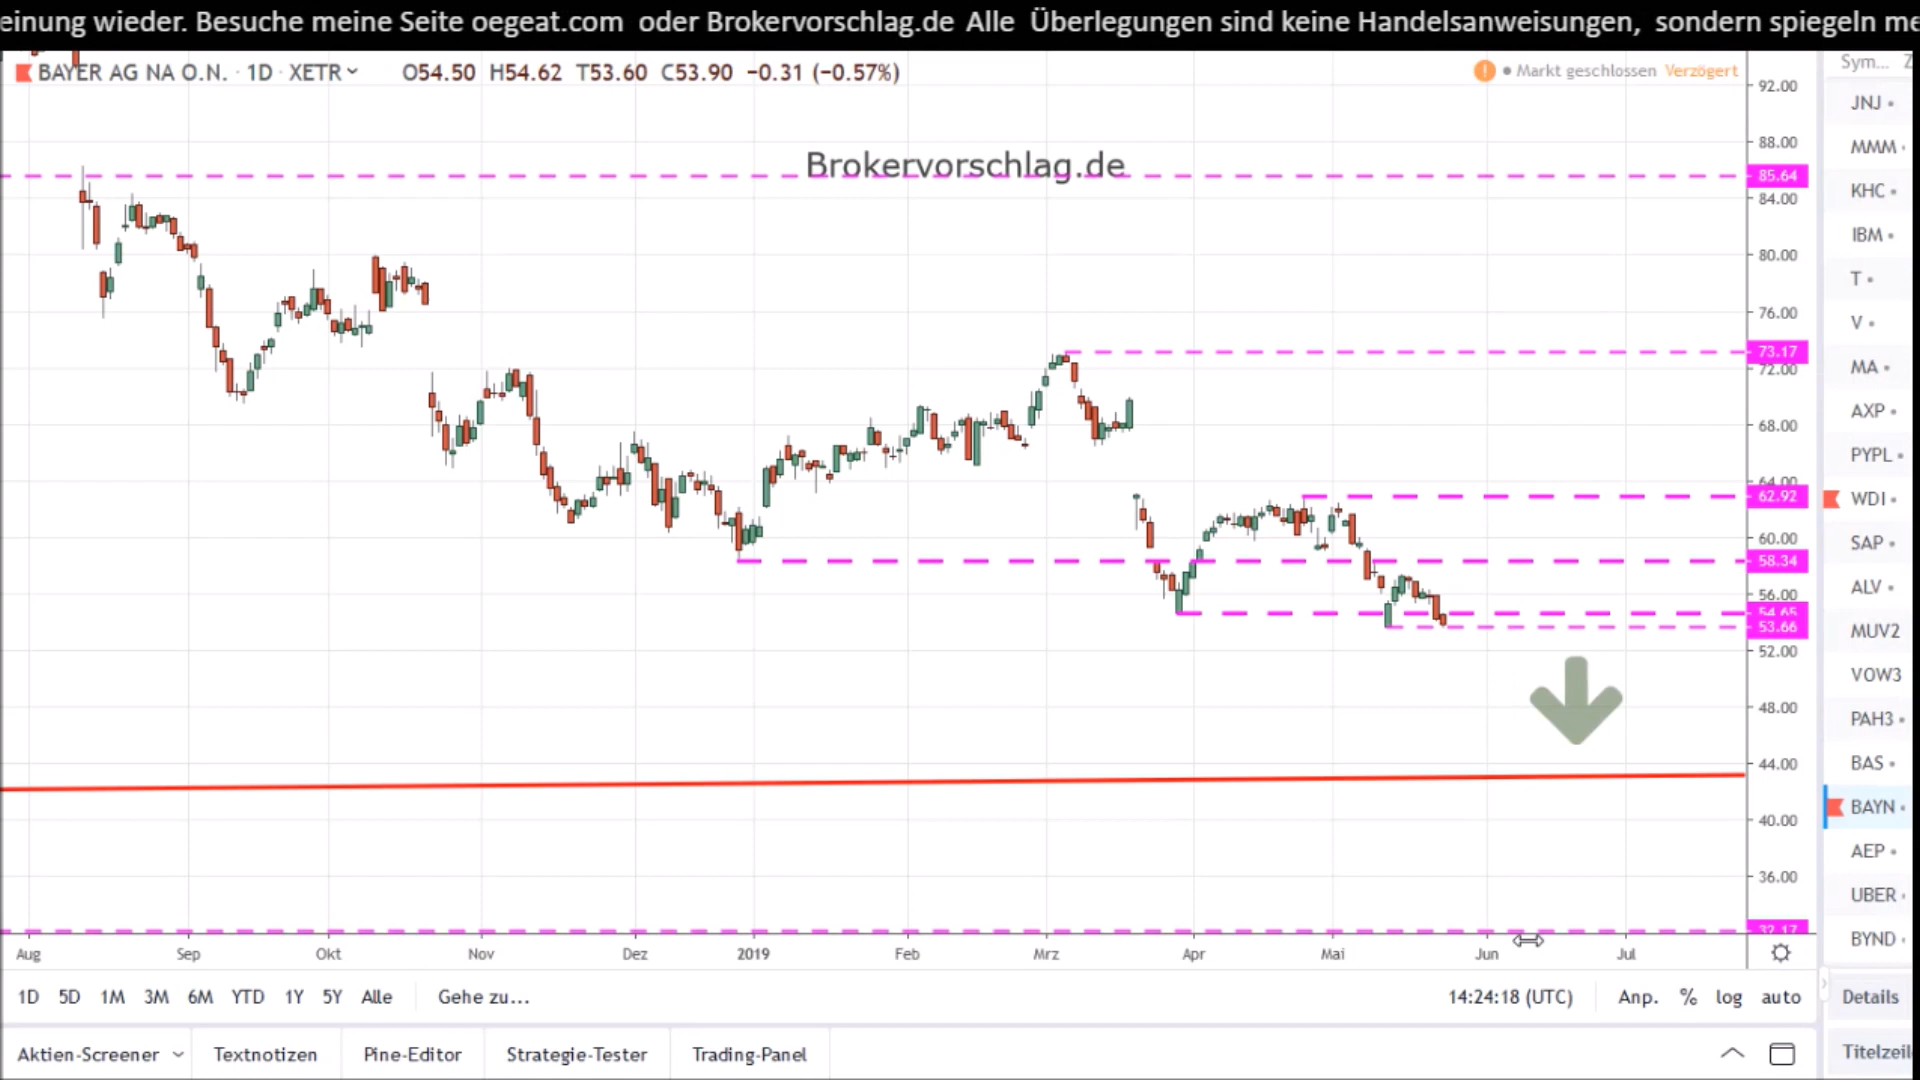 einung wieder. Besuche meine Seite oegeat.com oder Brokervorschlag.de Alle Überlegungen sind keine Handelsanweisungen, sondern spiegeln me
BAYER AG NA O.N. · 1D · XETR O54.50 H54.62 T53.60 C53.90 −0.31 (−0.57%)
! • Markt geschlossen Verzögert
Brokervorschlag.de
92.00
88.00
85.64
84.00
80.00
76.00
73.17
72.00
68.00
64.00
62.92
60.00
58.34
56.00
54.65
53.66
52.00
48.00
44.00
40.00
36.00
32.17
Aug Sep Okt Nov Dez 2019 Feb Mrz Apr Mai Jun Jul
Sym... Z
JNJ
MMM
KHC
IBM
T
V
MA
AXP
PYPL
WDI
SAP
ALV
MUV2
VOW3
PAH3
BAS
BAYN
AEP
UBER
BYND
1D 5D 1M 3M 6M YTD 1Y 5Y Alle Gehe zu... 14:24:18 (UTC) Anp. % log auto Details
Aktien-Screener Textnotizen Pine-Editor Strategie-Tester Trading-Panel Titelzeil